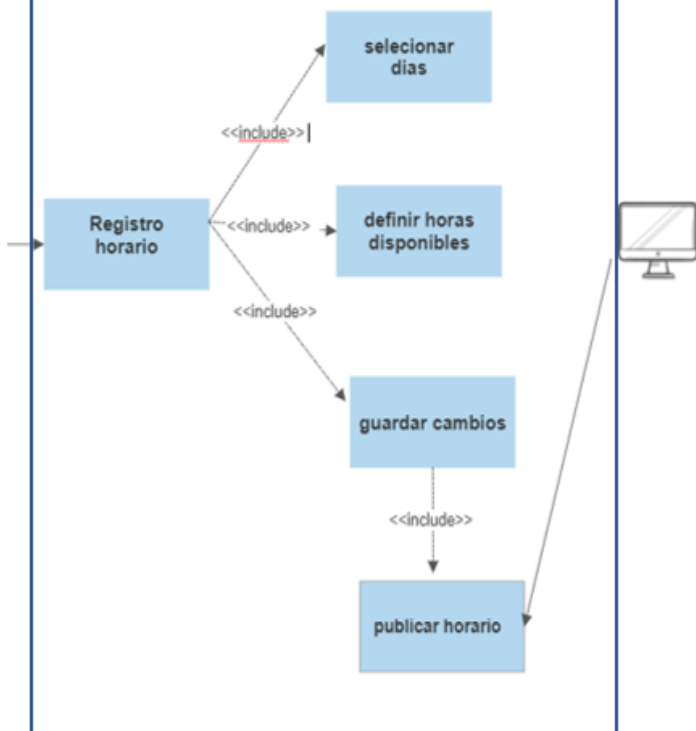 selecionar
dias
<<include>>
Registro
horario
<<include>>
definir horas
disponibles
<<include>>
guardar cambios
<<include>>
publicar horario